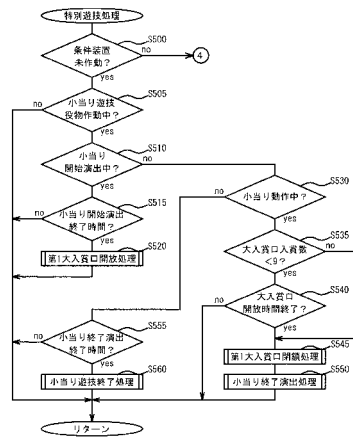 特別遊技処理
S500
条件装置
未作動？
no
4
yes
S505
小当り遊技
役物作動中？
no
yes
S510
小当り
開始演出中？
no
yes
S515
小当り開始演出
終了時間？
no
yes
S520
第1大入賞口開放処理
S530
小当り動作中？
no
yes
S535
大入賞口入賞数
<9？
no
yes
S540
大入賞口
開放時間終了？
no
yes
S545
第1大入賞口閉鎖処理
S550
小当り終了演出処理
S555
小当り終了演出
終了時間？
no
yes
S560
小当り遊技終了処理
リターン